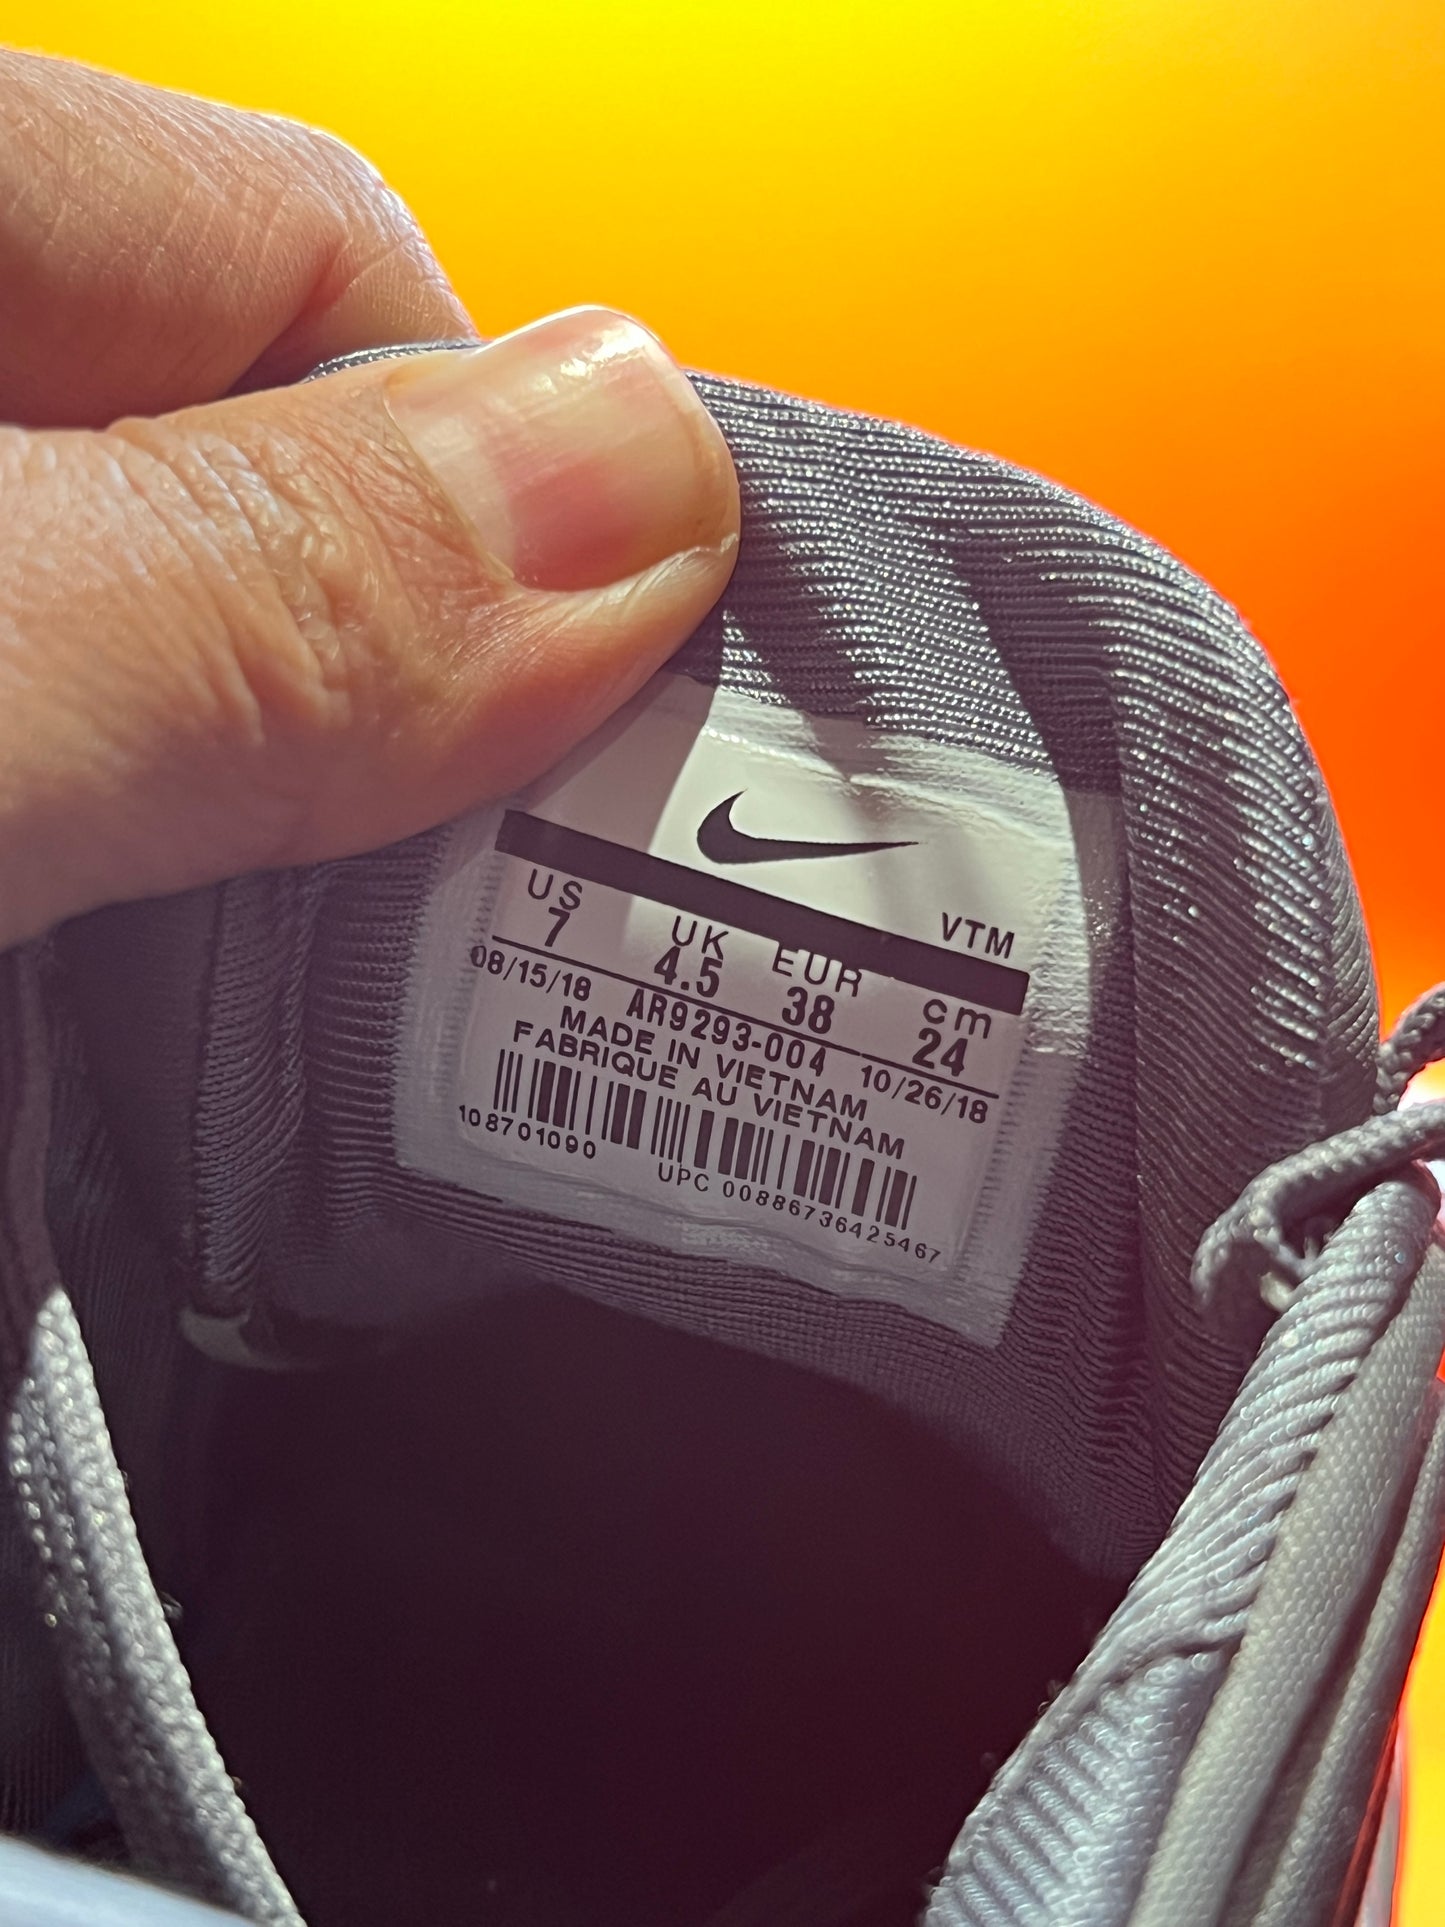 VTM
US UK EUR cm
7 4.5 38 24
08/15/18 AR9293-004 10/26/18
MADE IN VIETNAM
FABRIQUE AU VIETNAM
108701090 UPC 00886736425467